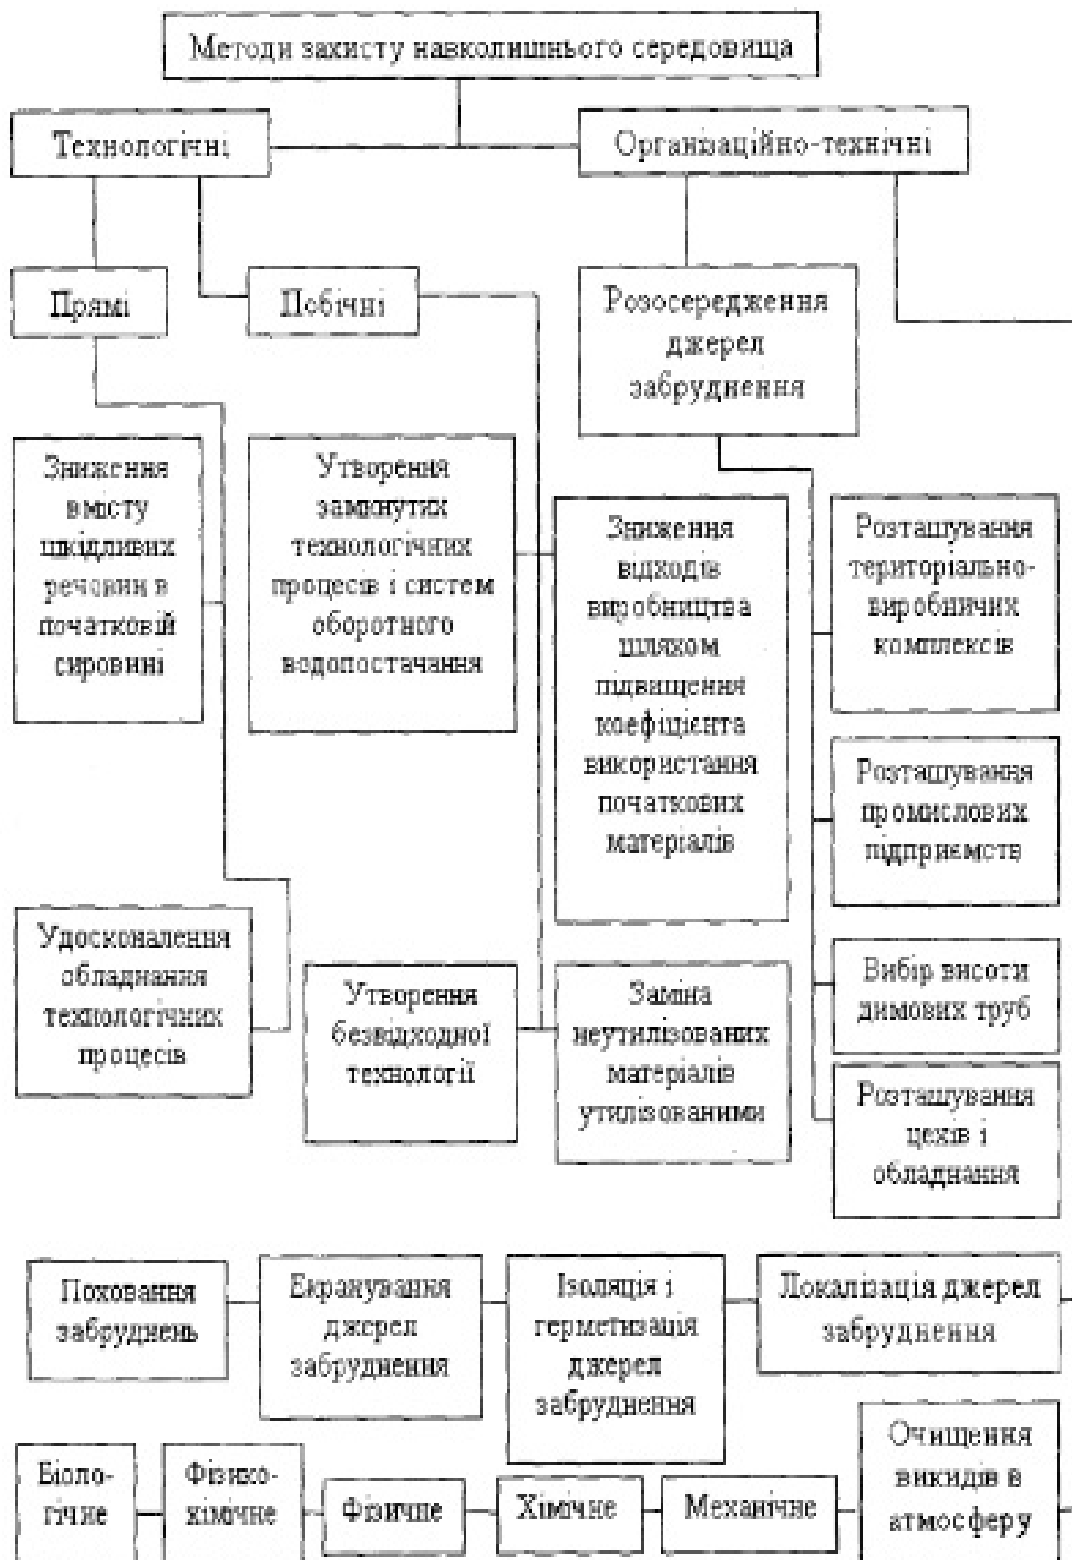 Методи захисту навколишнього середовища
Технологічні
Організаційно-технічні
Прямі
Побічні
Розосередження
джерел
забруднення
Зниження
вмісту
шкідливих
речовин в
початковій
сировині
Утворення
замкнутих
технологічних
процесів і систем
оборотного
водопостачання
Зниження
відходів
виробництва
шляхом
підвищення
коефіцієнта
використання
початкових
матеріалів
Розташування
територіально-
виробничих
комплексів
Розташування
промислових
підприємств
Удосконалення
обладнання
технологічних
процесів
Утворення
безвідходної
технології
Заміна
неутилізованих
матеріалів
утилізованими
Вибір висоти
димових труб
Розташування
цехів і
обладнання
Поховання
забруднень
Екранування
джерел
забруднення
Ізоляція і
герметизація
джерел
забруднення
Локалізація джерел
забруднення
Біоло-
гічне
Фізико-
хімічне
Фізичне
Хімічне
Механічне
Очищення
викидів в
атмосферу